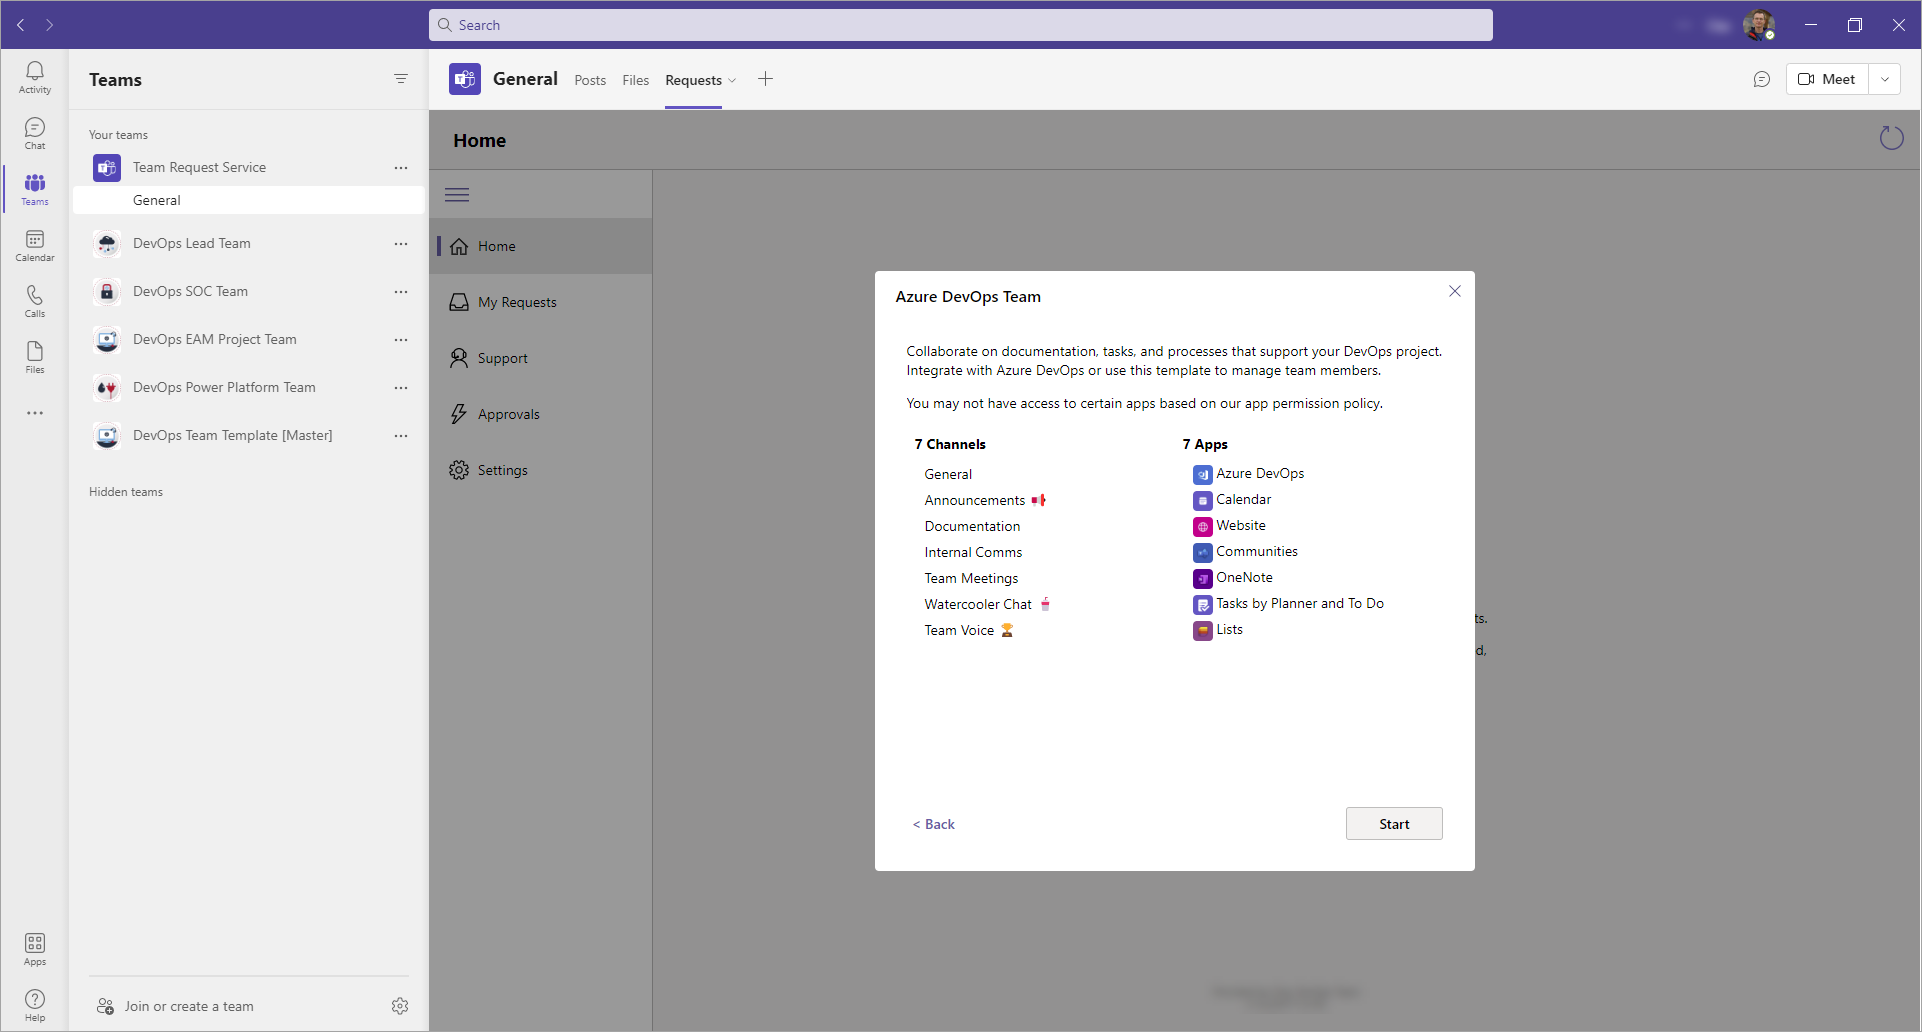 Search
Activity
Chat
Teams
Calendar
Calls
Files
Apps
Help
Teams
Your teams
Team Request Service
General
DevOps Lead Team
DevOps SOC Team
DevOps EAM Project Team
DevOps Power Platform Team
DevOps Team Template [Master]
Hidden teams
Join or create a team
General
Posts
Files
Requests
Meet
Home
Home
My Requests
Support
Approvals
Settings
Azure DevOps Team
Collaborate on documentation, tasks, and processes that support your DevOps project.
Integrate with Azure DevOps or use this template to manage team members.
You may not have access to certain apps based on our app permission policy.
7 Channels
General
Announcements
Documentation
Internal Comms
Team Meetings
Watercooler Chat
Team Voice
7 Apps
Azure DevOps
Calendar
Website
Communities
OneNote
Tasks by Planner and To Do
Lists
< Back
Start
ts.
d,